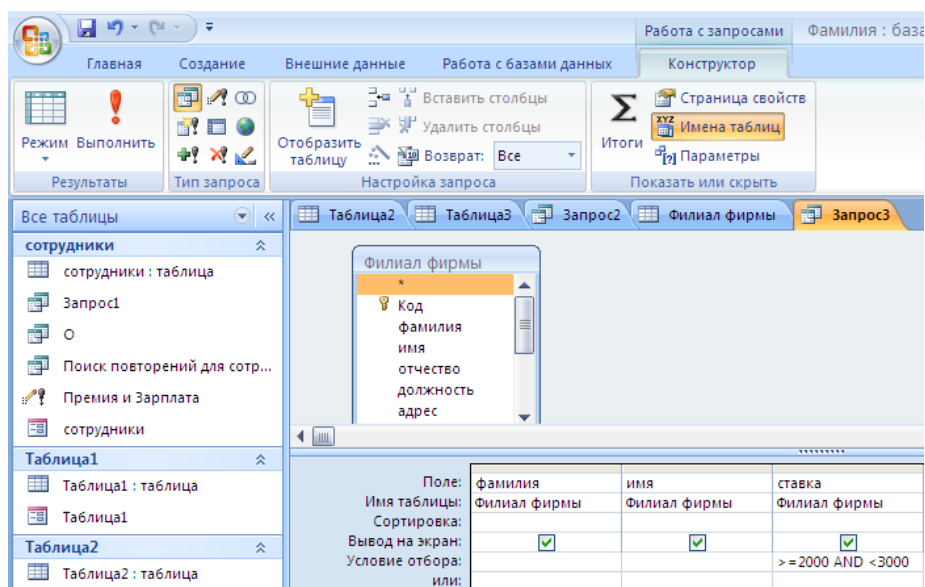 Работа с запросами Фамилия : база
Главная Создание Внешние данные Работа с базами данных Конструктор
Режим Выполнить
Результаты
Тип запроса
Отобразить таблицу
Вставить столбцы
Удалить столбцы
Возврат: Все
Настройка запроса
Итоги
Страница свойств
XYZ Имена таблиц
[?] Параметры
Показать или скрыть
Все таблицы
Таблица2 Таблица3 Запрос2 Филиал фирмы Запрос3
сотрудники
сотрудники : таблица
Запрос1
О
Поиск повторений для сотр...
Премия и Зарплата
сотрудники
Таблица1
Таблица1 : таблица
Таблица1
Таблица2
Таблица2 : таблица
Филиал фирмы
*
Код
фамилия
имя
отчество
должность
адрес
Поле: фамилия имя ставка
Имя таблицы: Филиал фирмы Филиал фирмы Филиал фирмы
Сортировка:
Вывод на экран:
Условие отбора: >=2000 AND <3000
или: